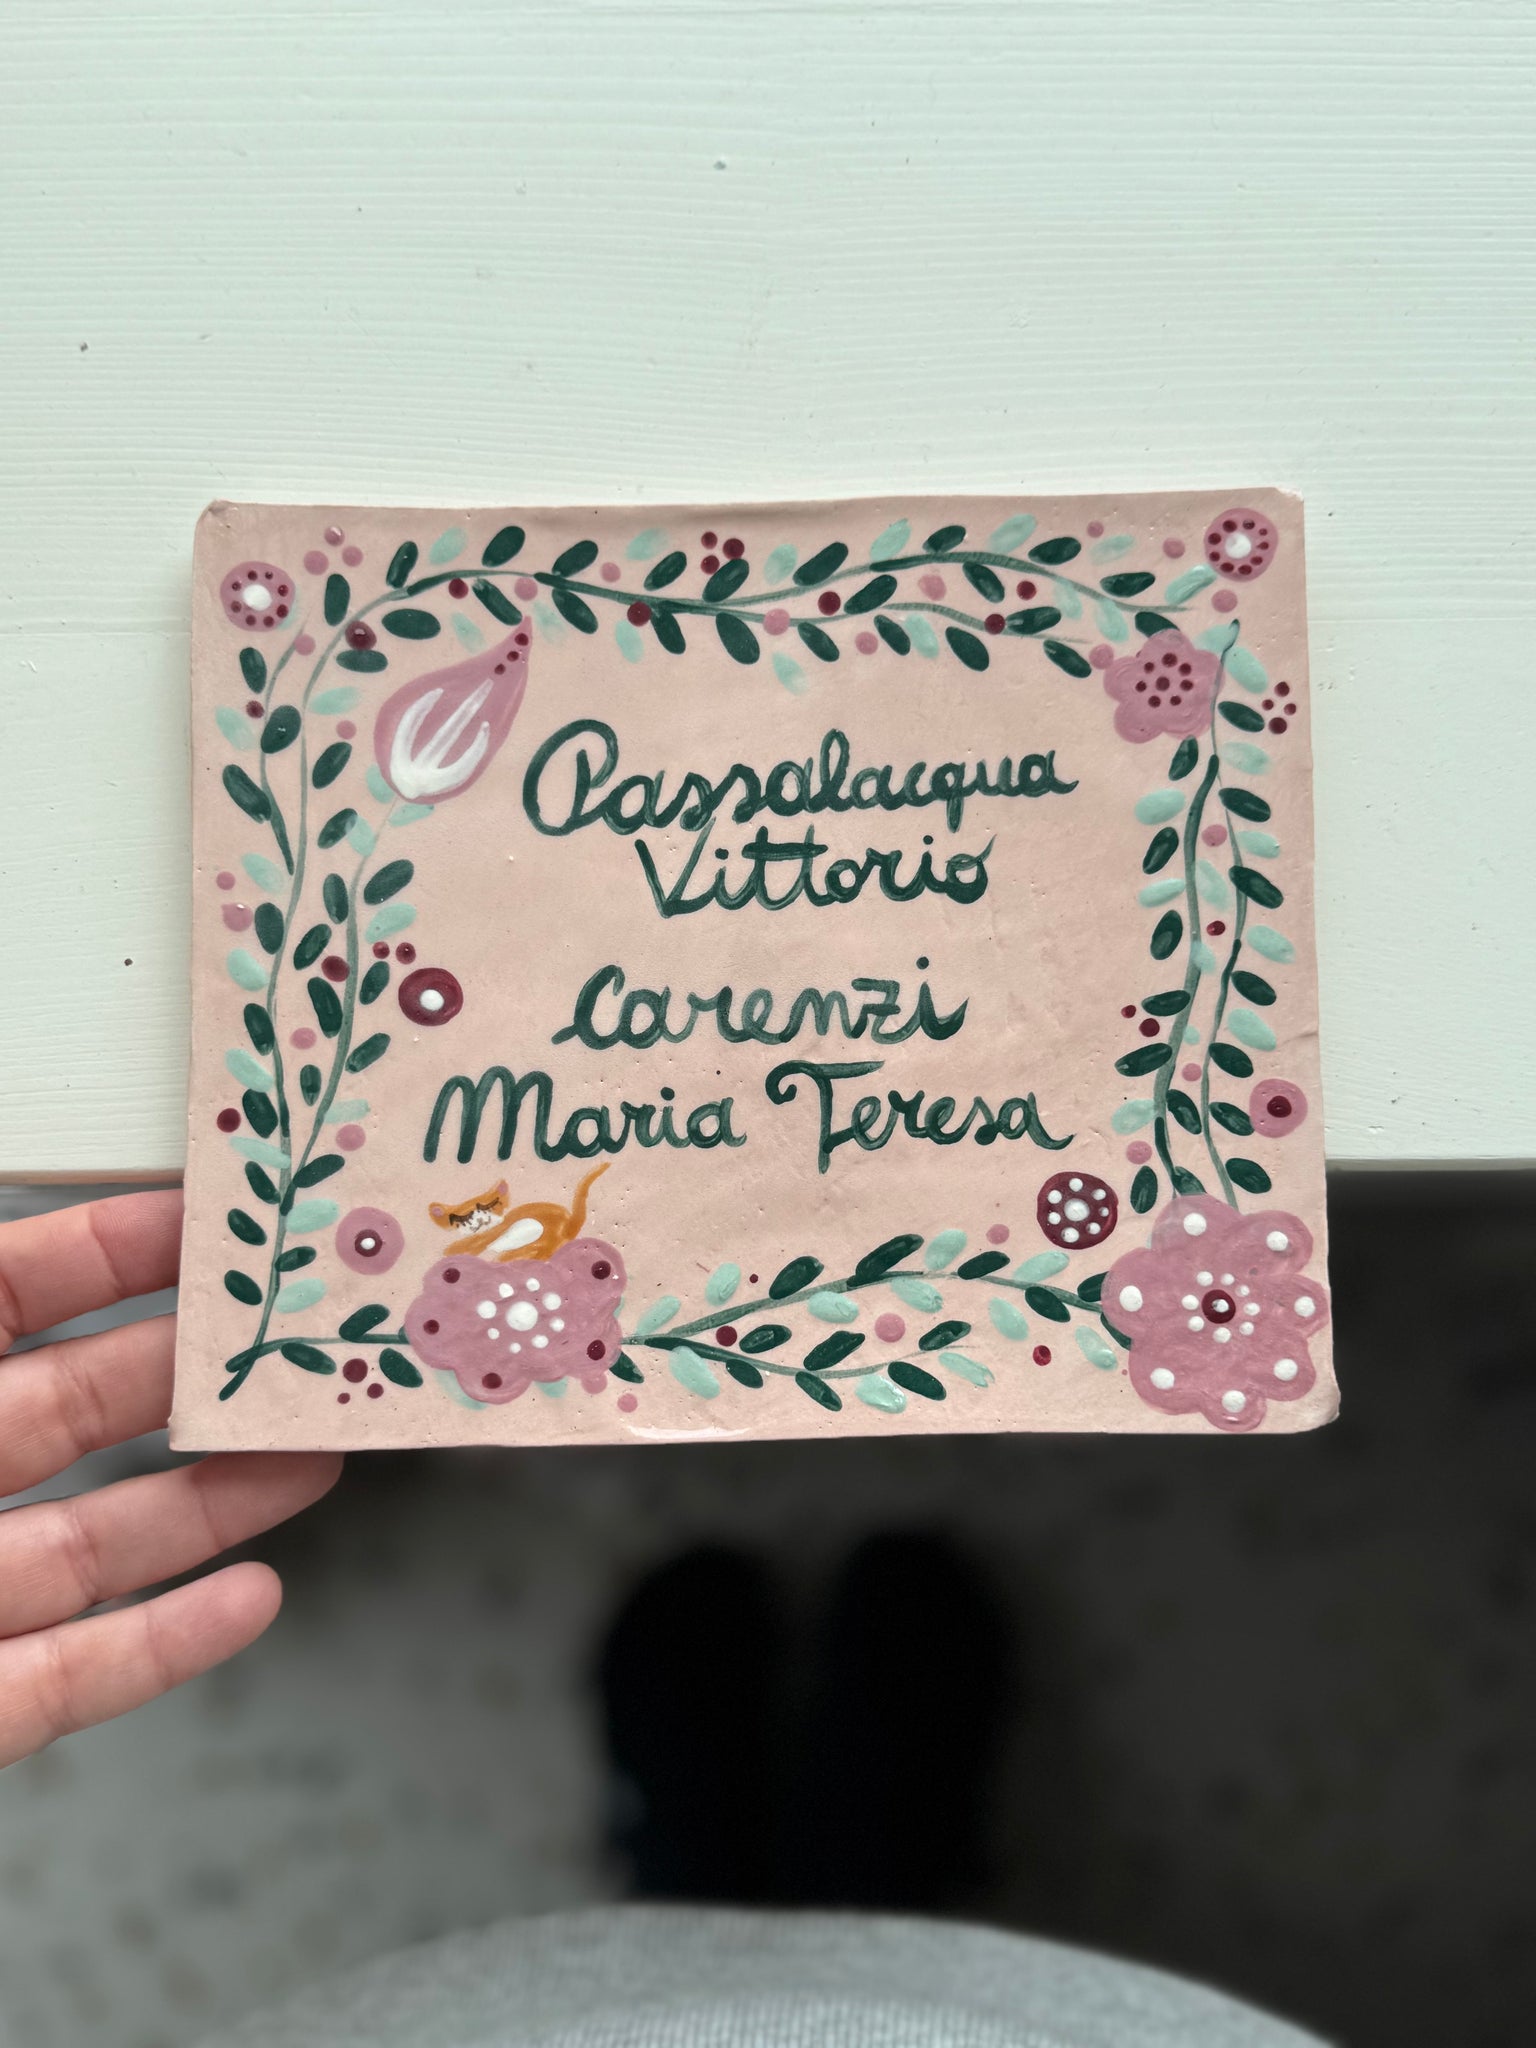 Passalacqua
Vittorio
Carenzi
Maria Teresa